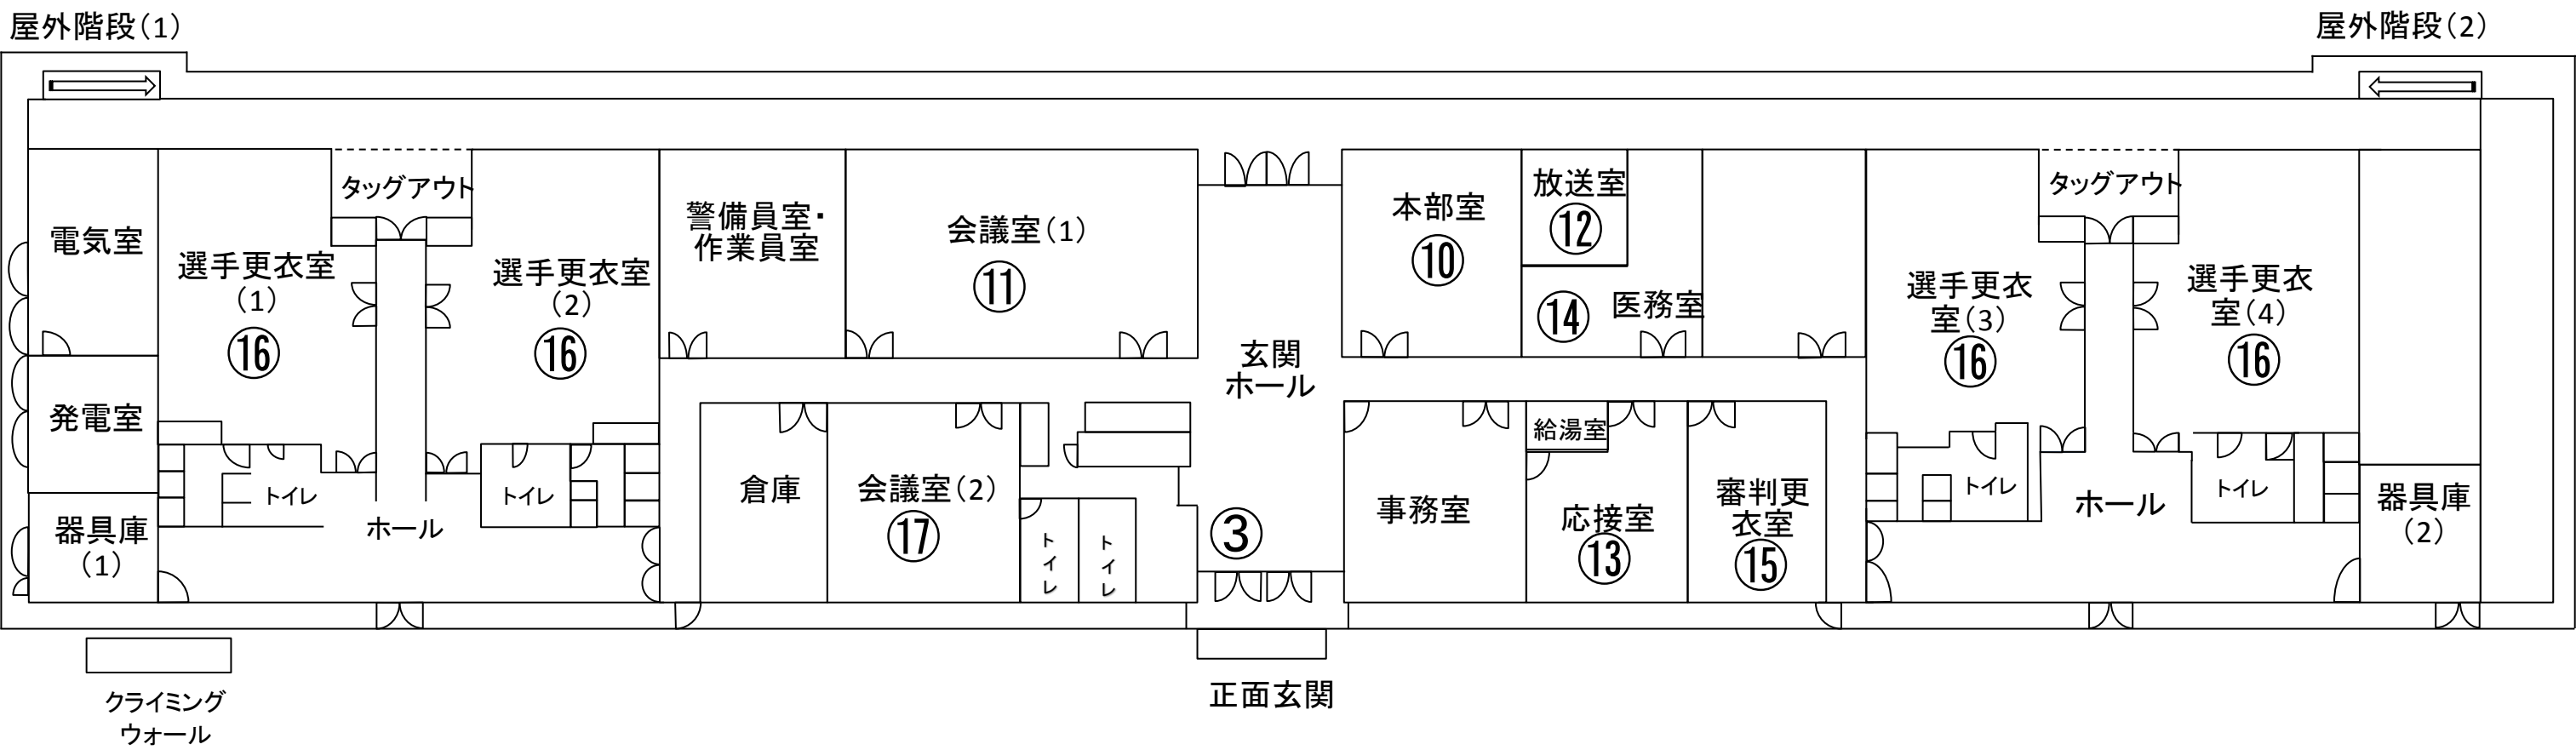 屋外階段(1)
屋外階段(2)
タッグアウト
タッグアウト
電気室
選手更衣室
(1)
⑯
選手更衣室
(2)
⑯
警備員室・
作業員室
会議室(1)
⑪
本部室
⑩
放送室
⑫
⑭
医務室
選手更衣
室(3)
⑯
選手更衣
室(4)
⑯
玄関
ホール
発電室
トイレ
トイレ
ホール
倉庫
会議室(2)
⑰
トイレ
トイレ
③
事務室
給湯室
応接室
⑬
審判更
衣室
⑮
トイレ
ホール
トイレ
器具庫
(1)
器具庫
(2)
正面玄関
クライミング
ウォール